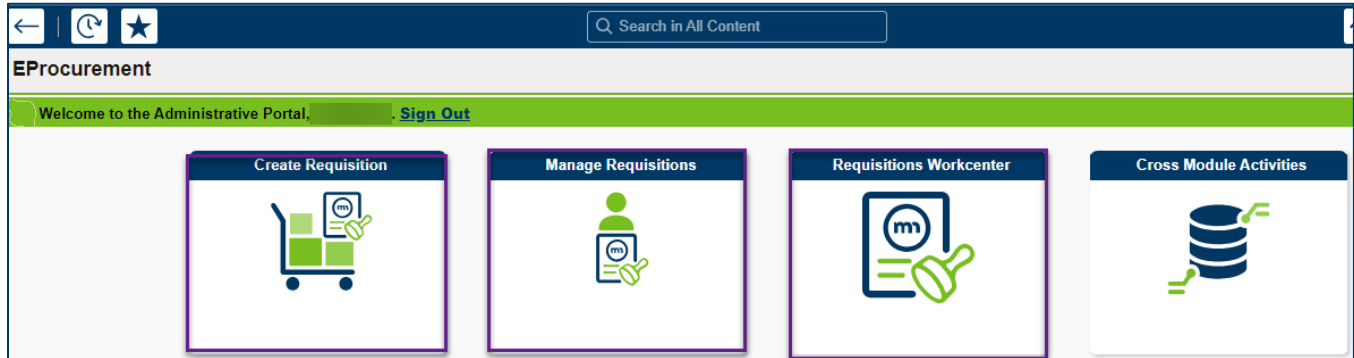 Search in All Content
EProcurement
Welcome to the Administrative Portal, . Sign Out
Create Requisition
Manage Requisitions
Requisitions Workcenter
Cross Module Activities
m
m
m